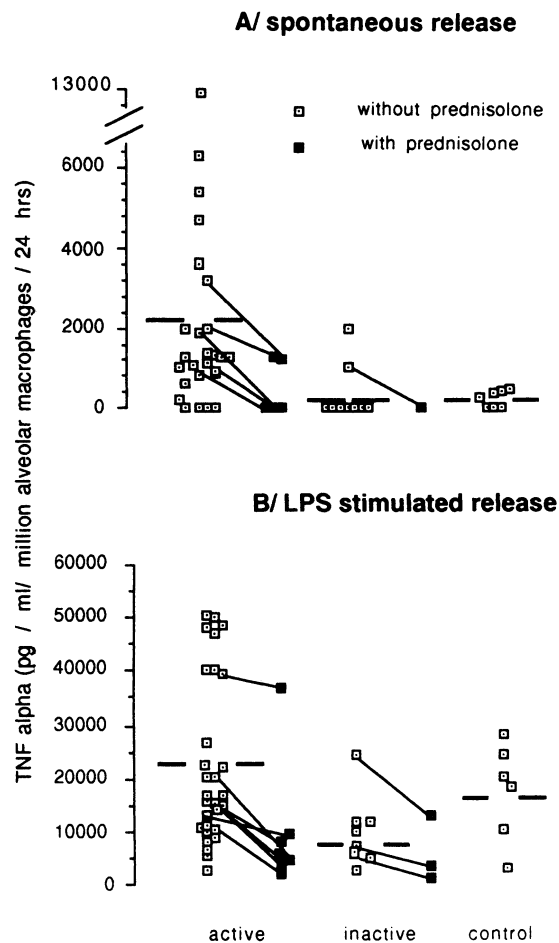 A/ spontaneous release
13000
without prednisolone
with prednisolone
6000
4000
2000
0
TNF alpha (pg / ml/ million alveolar macrophages / 24 hrs)
B/ LPS stimulated release
60000
50000
40000
30000
20000
10000
0
active
inactive
control